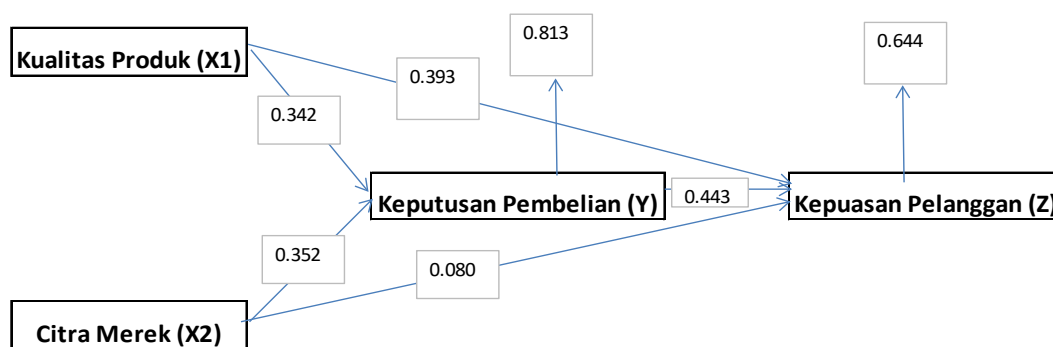 0.813
0.644
Kualitas Produk (X1)
0.393
0.342
Keputusan Pembelian (Y)
0.443
Kepuasan Pelanggan (Z)
0.352
0.080
Citra Merek (X2)